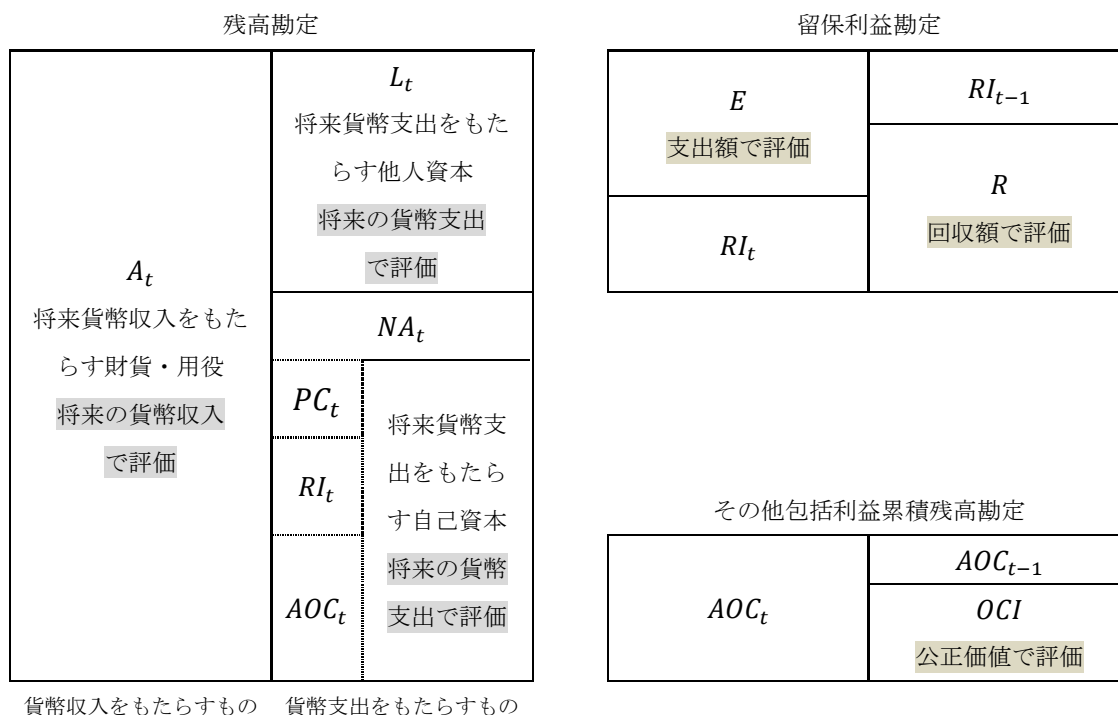 残高勘定
A_t
将来貨幣収入をもた
らす財貨・用役
将来の貨幣収入
で評価
L_t
将来貨幣支出をもた
らす他人資本
将来の貨幣支出
で評価
NA_t
PC_t
RI_t
AOC_t
将来貨幣支
出をもたら
す自己資本
将来の貨幣
支出で評価
貨幣収入をもたらすもの
貨幣支出をもたらすもの
留保利益勘定
E
支出額で評価
RI_t
RI_{t-1}
R
回収額で評価
その他包括利益累積残高勘定
AOC_t
AOC_{t-1}
OCI
公正価値で評価